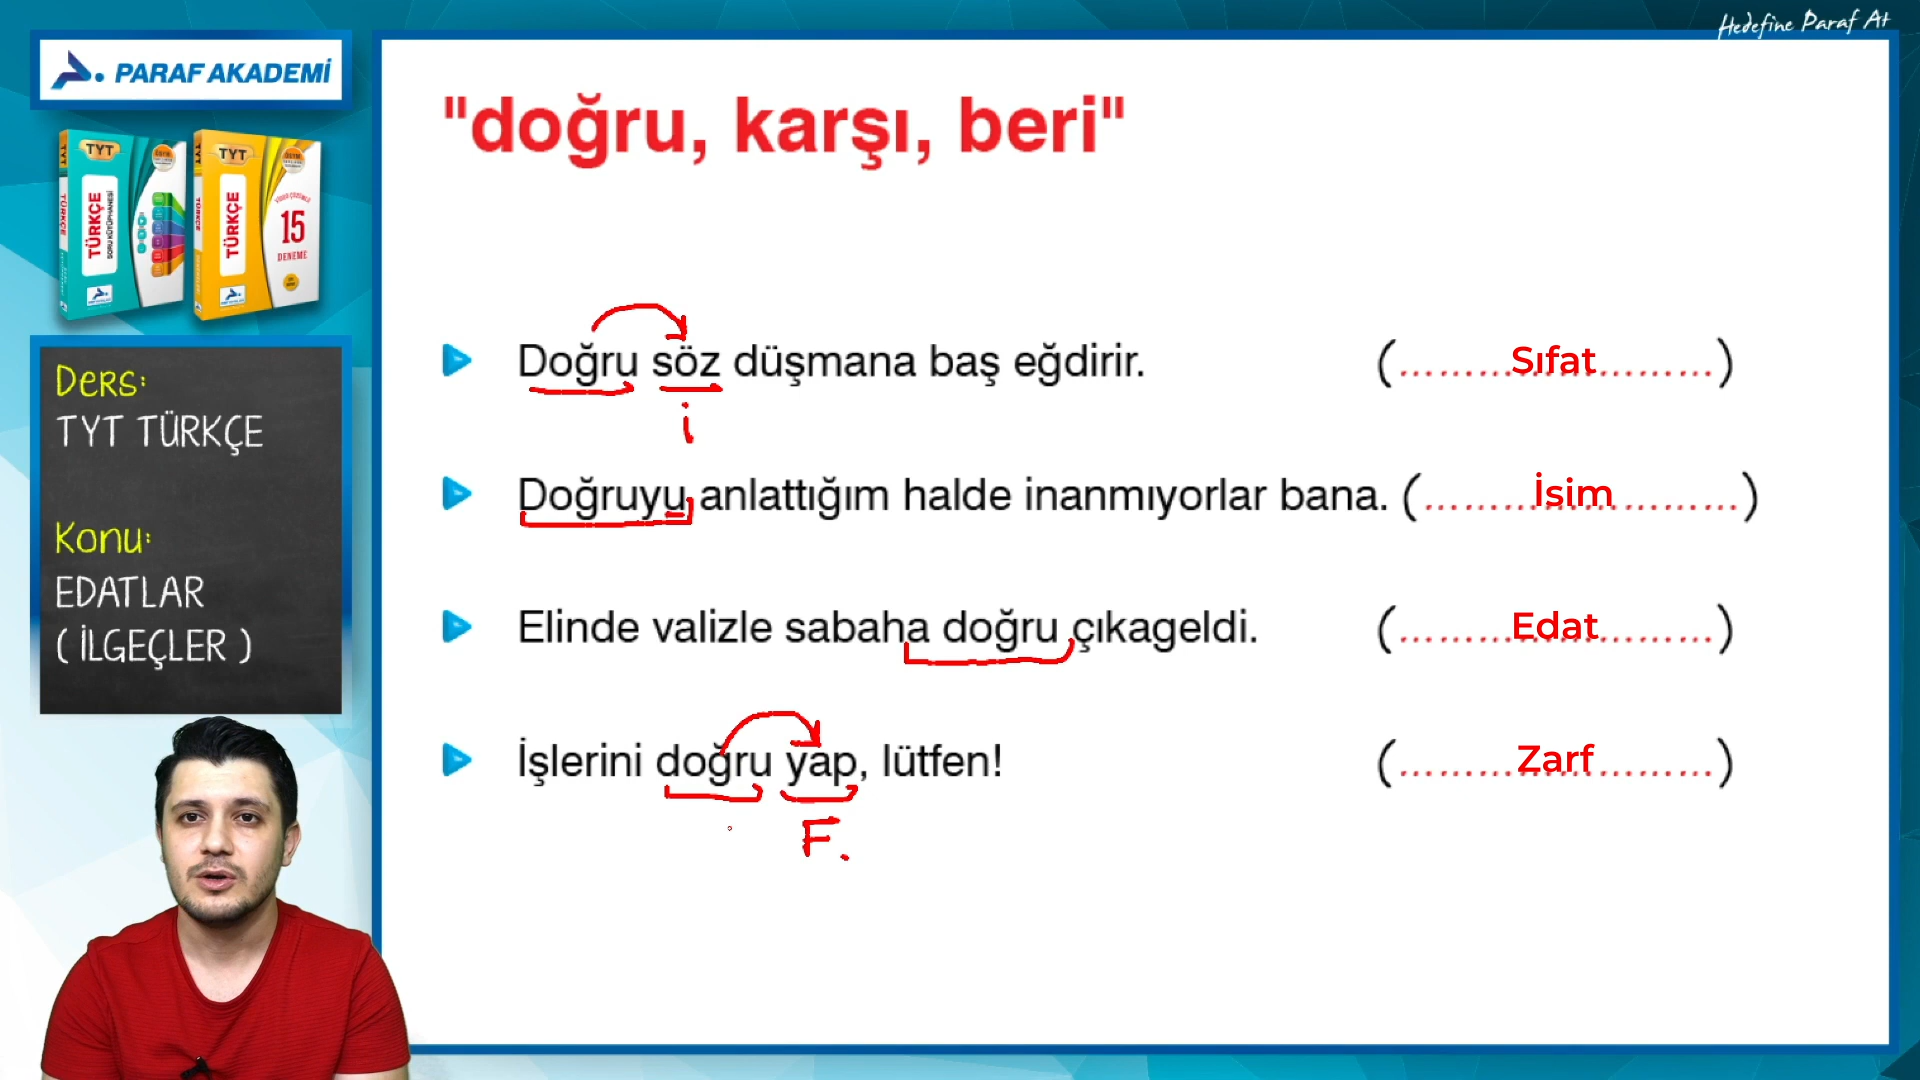 Hedefine Paraf At
PARAF AKADEMİ
TYT
TÜRKÇE
SORU KÜTÜPHANESİ
TYT
TÜRKÇE
15
DENEME
Ders:
TYT TÜRKÇE
Konu:
EDATLAR
( İLGEÇLER )
"doğru, karşı, beri"
Doğru söz düşmana baş eğdirir. (........Sıfat........)
i
Doğruyu anlattığım halde inanmıyorlar bana. (........İsim........)
Elinde valizle sabaha doğru çıkageldi. (........Edat........)
İşlerini doğru yap, lütfen! (........Zarf........)
F.